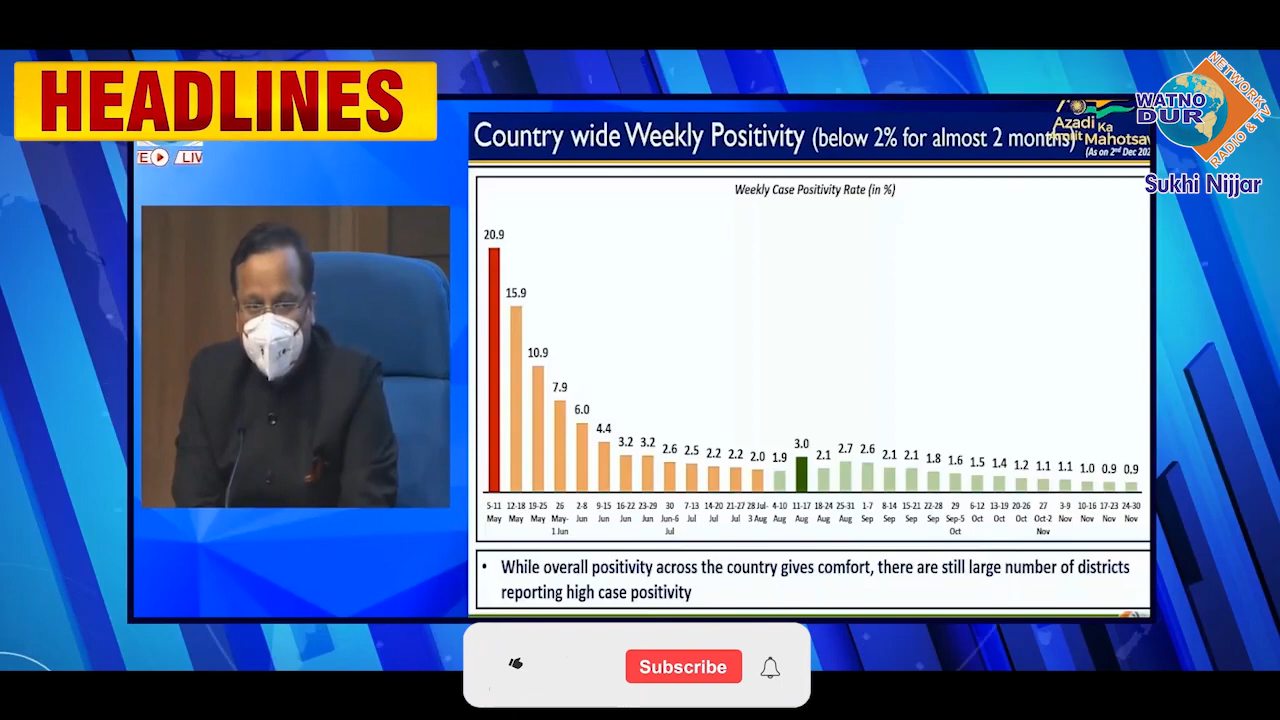 HEADLINES
WATNO
DUR
NETWORK
RADIO & TV
Sukhi Nijjar
LIV
Azadi
Ka
Amrit
Mahotsav
(As on 2nd Dec 202
Country wide Weekly Positivity (below 2% for almost 2 months)
Weekly Case Positivity Rate (in %)
20.9 15.9 10.9 7.9 6.0 4.4 3.2 3.2 2.6 2.5 2.2 2.2 2.0 1.9 3.0 2.1 2.7 2.6 2.1 2.1 1.8 1.6 1.5 1.4 1.2 1.1 1.1 1.0 0.9 0.9
5-11 12-18 19-25 26 2-8 9-15 16-22 23-29 30 7-13 14-20 21-27 28 Jul- 4-10 11-17 18-24 25-31 1-7 8-14 15-21 22-28 29 6-12 13-19 20-26 27 3-9 10-16 17-23 24-30
May May May May- Jun Jun Jun Jun Jun-6 Jul Jul Jul 3 Aug Aug Aug Aug Aug Sep Sep Sep Sep Sep-5 Oct Oct Oct Oct-2 Nov Nov Nov Nov
1 Jun Jul Oct Nov
• While overall positivity across the country gives comfort, there are still large number of districts
reporting high case positivity
Subscribe